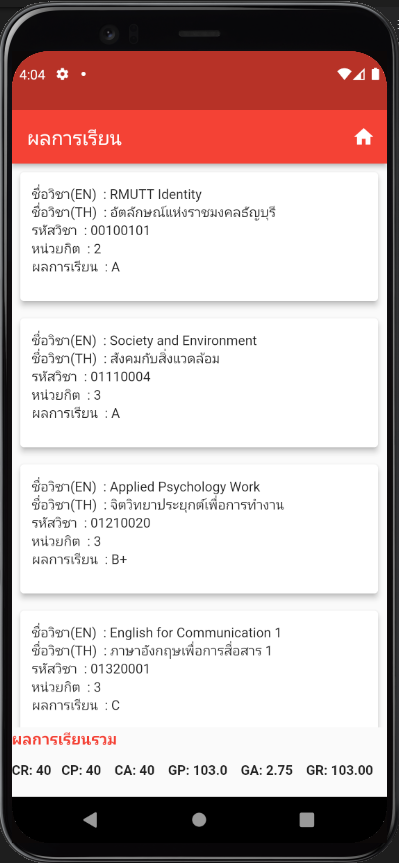 4:04
ผลการเรียน
ชื่อวิชา(EN) : RMUTT Identity
ชื่อวิชา(TH) : อัตลักษณ์แห่งราชมงคลธัญบุรี
รหัสวิชา : 00100101
หน่วยกิต : 2
ผลการเรียน : A
ชื่อวิชา(EN) : Society and Environment
ชื่อวิชา(TH) : สังคมกับสิ่งแวดล้อม
รหัสวิชา : 01110004
หน่วยกิต : 3
ผลการเรียน : A
ชื่อวิชา(EN) : Applied Psychology Work
ชื่อวิชา(TH) : จิตวิทยาประยุกต์เพื่อการทำงาน
รหัสวิชา : 01210020
หน่วยกิต : 3
ผลการเรียน : B+
ชื่อวิชา(EN) : English for Communication 1
ชื่อวิชา(TH) : ภาษาอังกฤษเพื่อการสื่อสาร 1
รหัสวิชา : 01320001
หน่วยกิต : 3
ผลการเรียน : C
ผลการเรียนรวม
CR: 40 CP: 40 CA: 40 GP: 103.0 GA: 2.75 GR: 103.00